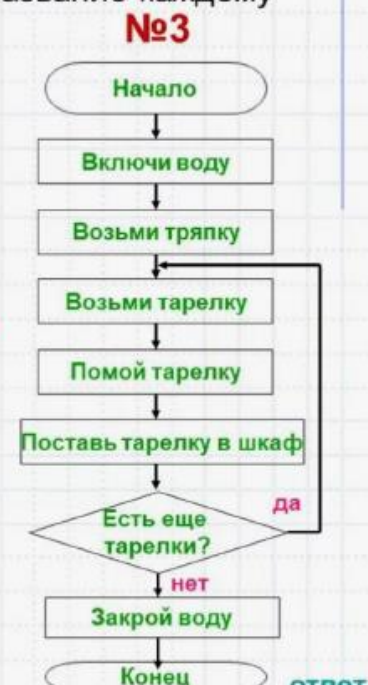 каждому
№3
Начало
Включи воду
Возьми тряпку
Возьми тарелку
Помой тарелку
Поставь тарелку в шкаф
Есть еще
тарелки?
да
нет
Закрой воду
Конец